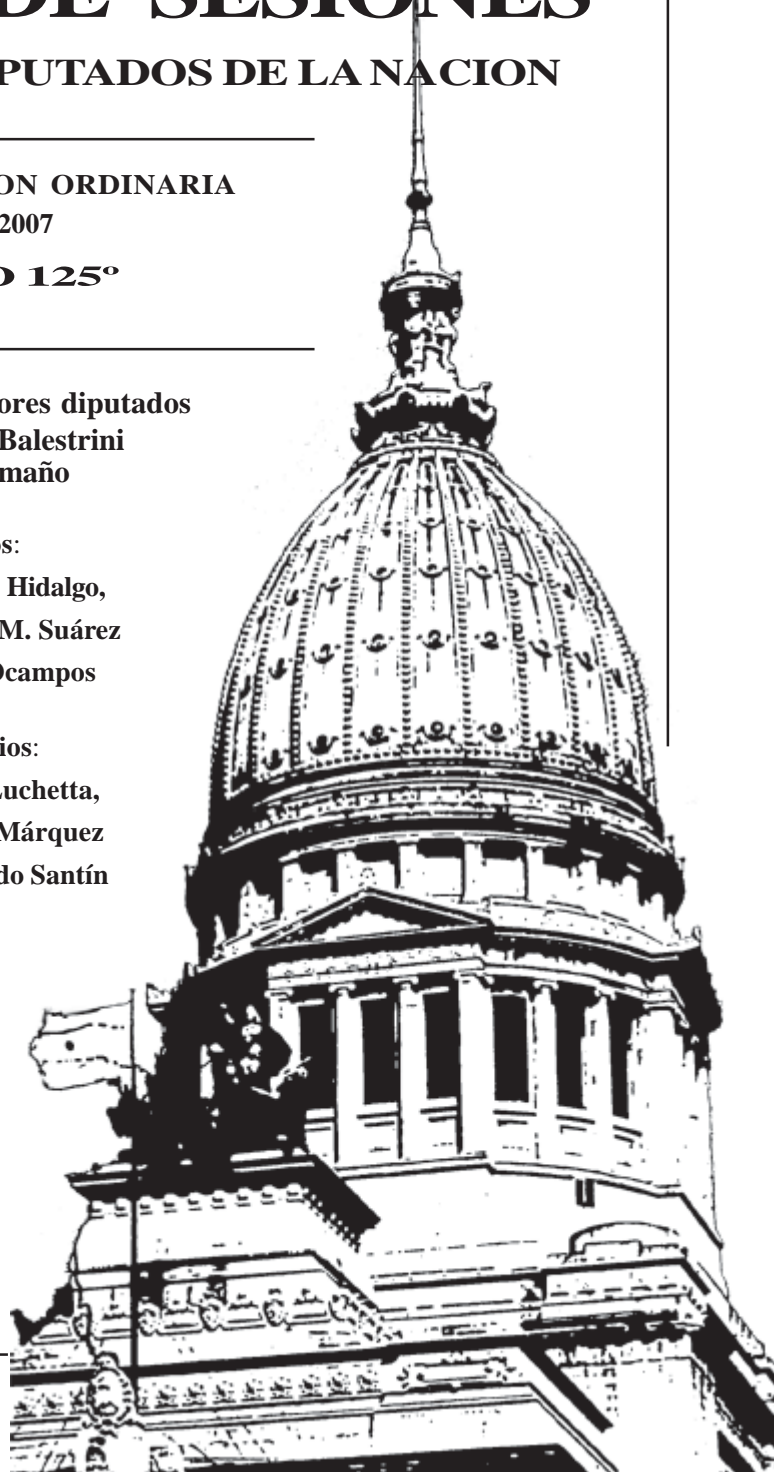 DE SESIONES
PUTADOS DE LA NACION
ON ORDINARIA
2007
O 125º
ores diputados
Balestrini
maño
os:
Hidalgo,
M. Suárez
Ocampos
ios:
Luchetta,
Márquez
do Santín